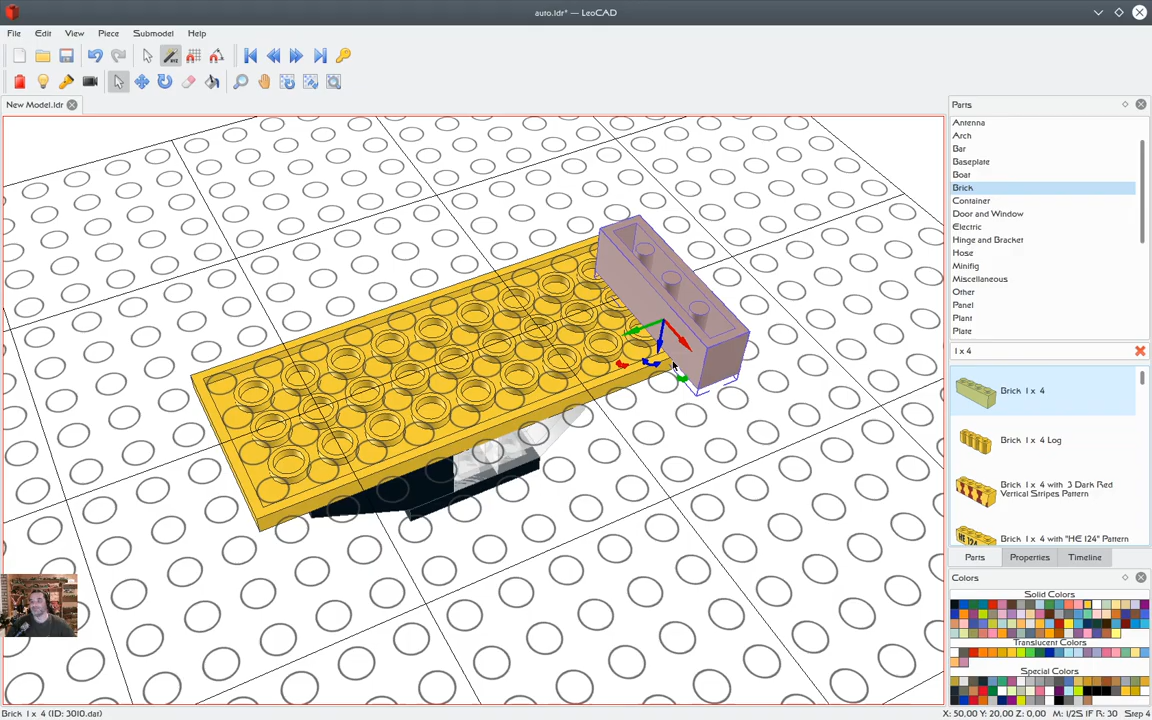 auto.ldr* — LeoCAD
File Edit View Piece Submodel Help
New Model.ldr
Parts
Antenna
Arch
Bar
Baseplate
Boat
Brick
Container
Door and Window
Electric
Hinge and Bracket
Hose
Minifig
Miscellaneous
Other
Panel
Plant
Plate
1 x 4
Brick 1 x 4
Brick 1 x 4 Log
Brick 1 x 4 with 3 Dark Red
Vertical Stripes Pattern
Brick 1 x 4 with "HE 124" Pattern
Parts Properties Timeline
Colors
Solid Colors
Translucent Colors
Special Colors
Brick 1 x 4 (ID: 3010.dat)
X: 50,00 Y: 20,00 Z: 0,00 M: 1/2S IF R: 30 Step 4